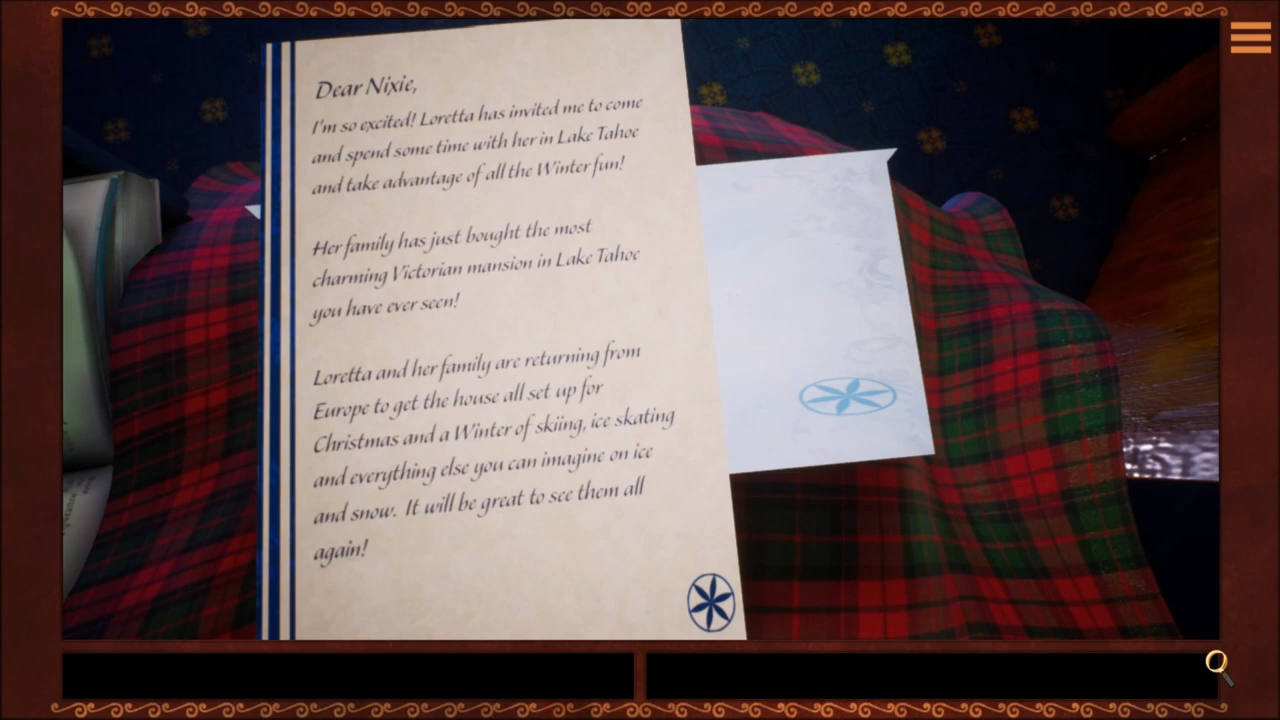 Dear Nixie,
I'm so excited! Loretta has invited me to come
and spend some time with her in Lake Tahoe
and take advantage of all the Winter fun!
Her family has just bought the most
charming Victorian mansion in Lake Tahoe
you have ever seen!
Loretta and her family are returning from
Europe to get the house all set up for
Christmas and a Winter of skiing, ice skating
and everything else you can imagine on ice
and snow. It will be great to see them all
again!